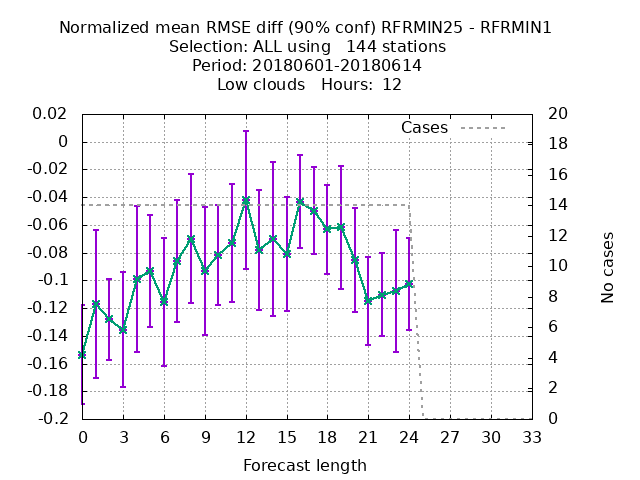 Normalized mean RMSE diff (90% conf) RFRMIN25 - RFRMIN1
Selection: ALL using   144 stations
Period: 20180601-20180614
Low clouds   Hours:  12
Cases
0.02
0
-0.02
-0.04
-0.06
-0.08
-0.1
-0.12
-0.14
-0.16
-0.18
-0.2
20
18
16
14
12
10
8
6
4
2
0
No cases
0 3 6 9 12 15 18 21 24 27 30 33
Forecast length